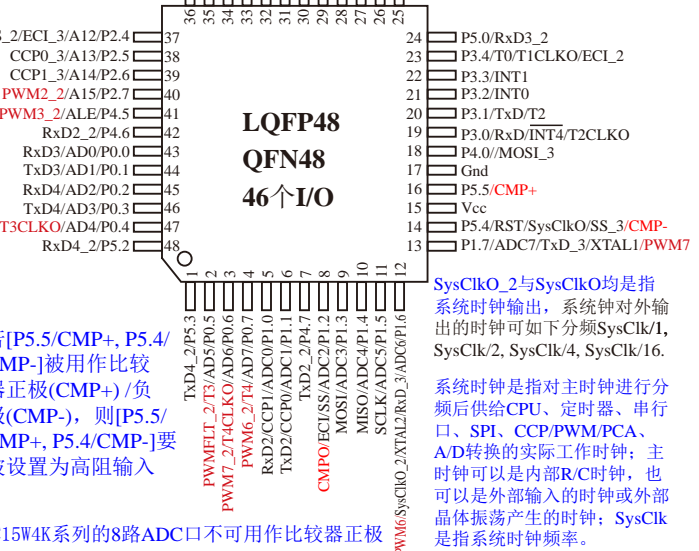 36 35 34 33 32 31 30 29 28 27 26 25
_2/ECI_3/A12/P2.4 37
CCP0_3/A13/P2.5 38
CCP1_3/A14/P2.6 39
PWM2_2/A15/P2.7 40
PWM3_2/ALE/P4.5 41
RxD2_2/P4.6 42
RxD3/AD0/P0.0 43
TxD3/AD1/P0.1 44
RxD4/AD2/P0.2 45
TxD4/AD3/P0.3 46
T3CLKO/AD4/P0.4 47
RxD4_2/P5.2 48
LQFP48
QFN48
46个I/O
24 P5.0/RxD3_2
23 P3.4/T0/T1CLKO/ECI_2
22 P3.3/INT1
21 P3.2/INT0
20 P3.1/TxD/T2
19 P3.0/RxD/INT4/T2CLKO
18 P4.0//MOSI_3
17 Gnd
16 P5.5/CMP+
15 Vcc
14 P5.4/RST/SysClkO/SS_3/CMP-
13 P1.7/ADC7/TxD_3/XTAL1/PWM7
1 TxD4_2/P5.3
2 PWMFLT_2/T3/AD5/P0.5
3 PWM7_2/T4CLKO/AD6/P0.6
4 PWM6_2/T4/AD7/P0.7
5 RxD2/CCP1/ADC0/P1.0
6 TxD2/CCP0/ADC1/P1.1
7 TxD2_2/P4.7
8 CMPO/ECI/SS/ADC2/P1.2
9 MOSI/ADC3/P1.3
10 MISO/ADC4/P1.4
11 SCLK/ADC5/P1.5
12 PWM6/SysClkO_2/XTAL2/RxD_3/ADC6/P1.6
[P5.5/CMP+, P5.4/
CMP-]被用作比较
器正极(CMP+) /负
极(CMP-)，则[P5.5/
CMP+, P5.4/CMP-]要
被设置为高阻输入
15W4K系列的8路ADC口不可用作比较器正极
SysClkO_2与SysClkO均是指
系统时钟输出，系统钟对外输
出的时钟可如下分频SysClk/1,
SysClk/2, SysClk/4, SysClk/16.
系统时钟是指对主时钟进行分
频后供给CPU、定时器、串行
口、SPI、CCP/PWM/PCA、
A/D转换的实际工作时钟；主
时钟可以是内部R/C时钟，也
可以是外部输入的时钟或外部
晶体振荡产生的时钟；SysClk
是指系统时钟频率。